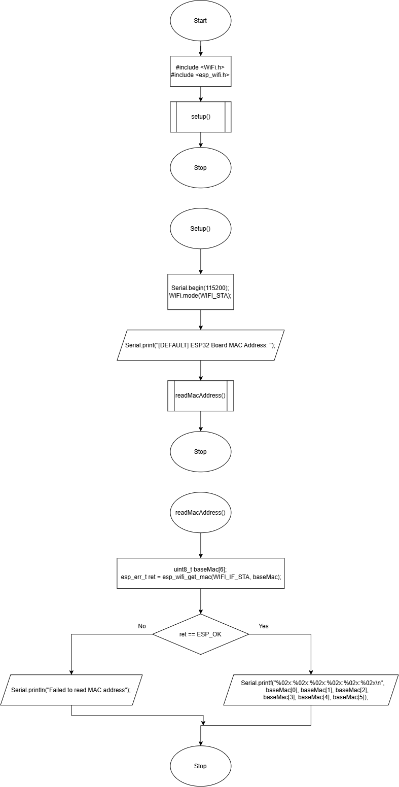 Start
#include <WiFi.h>
#include <esp_wifi.h>
setup()
Stop
Setup()
Serial.begin(115200);
WiFi.mode(WIFI_STA);
Serial.print("[DEFAULT] ESP32 Board MAC Address: ");
readMacAddress()
Stop
readMacAddress()
uint8_t baseMac[6];
esp_err_t ret = esp_wifi_get_mac(WIFI_IF_STA, baseMac);
No
Yes
ret == ESP_OK
Serial.println("Failed to read MAC address");
Serial.printf("%02x:%02x:%02x:%02x:%02x:%02x\n",
baseMac[0], baseMac[1], baseMac[2],
baseMac[3], baseMac[4], baseMac[5]);
Stop